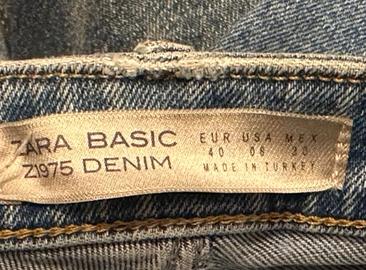 ZARA BASIC
Z1975 DENIM
EUR USA MEX
40 08 30
MADE IN TURKEY